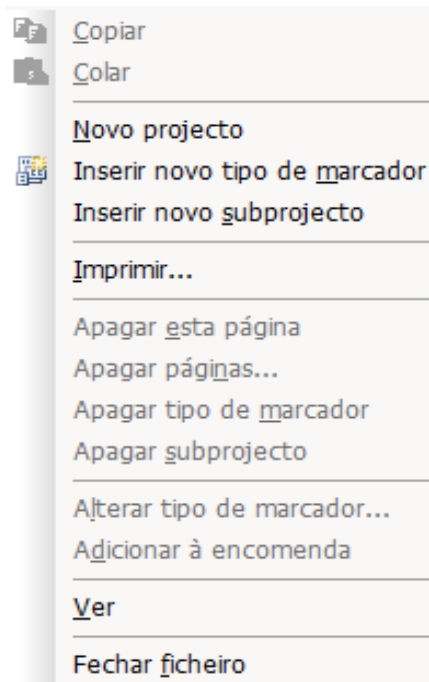 Copiar
Colar
Novo projecto
Inserir novo tipo de marcador
Inserir novo subprojecto
Imprimir...
Apagar esta página
Apagar páginas...
Apagar tipo de marcador
Apagar subprojecto
Alterar tipo de marcador...
Adicionar à encomenda
Ver
Fechar ficheiro